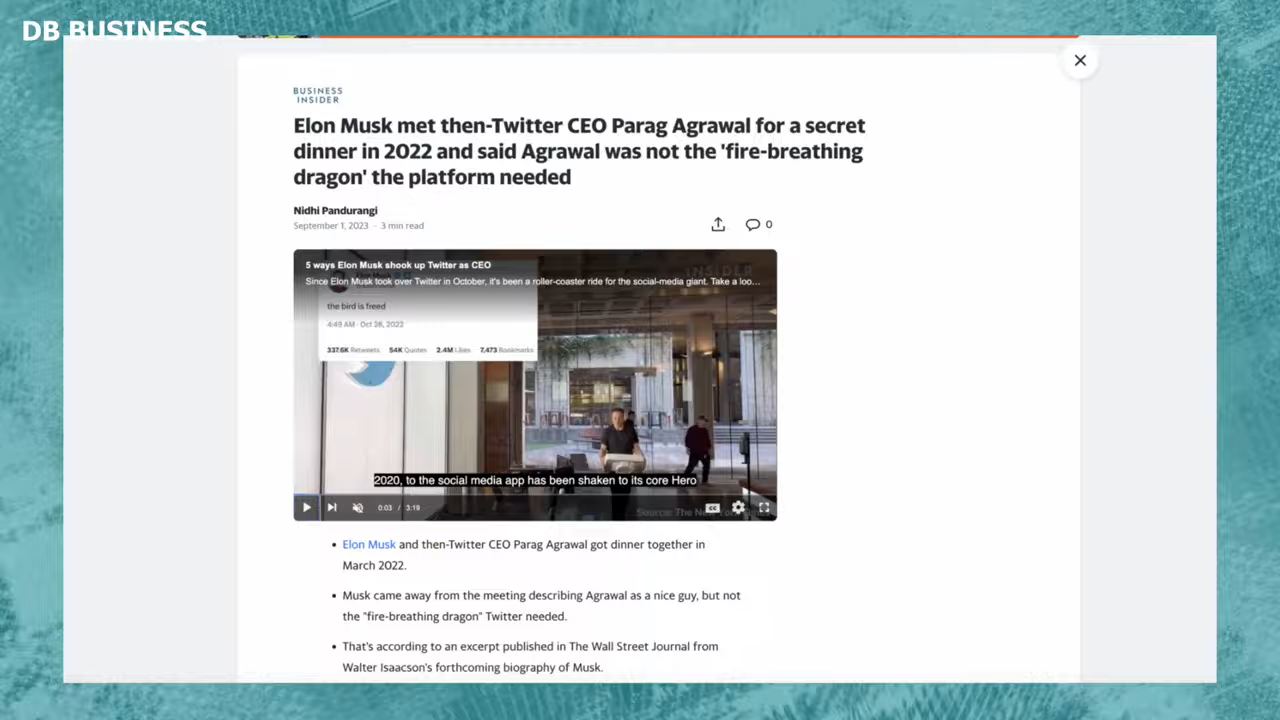 DB BUSINESS
BUSINESS
INSIDER
Elon Musk met then-Twitter CEO Parag Agrawal for a secret
dinner in 2022 and said Agrawal was not the 'fire-breathing
dragon' the platform needed
Nidhi Pandurangi
September 1, 2023 · 3 min read
0
5 ways Elon Musk shook up Twitter as CEO
INSIDER
Since Elon Musk took over Twitter in October, it's been a roller-coaster ride for the social-media giant. Take a loo...
the bird is freed
4:49 AM · Oct 28, 2022
337.6K Retweets 54K Quotes 2.4M Likes 7,473 Bookmarks
2020, to the social media app has been shaken to its core Hero
0:03 / 3:19
Source: The New
CC
• Elon Musk and then-Twitter CEO Parag Agrawal got dinner together in
March 2022.
• Musk came away from the meeting describing Agrawal as a nice guy, but not
the "fire-breathing dragon" Twitter needed.
• That's according to an excerpt published in The Wall Street Journal from
Walter Isaacson's forthcoming biography of Musk.